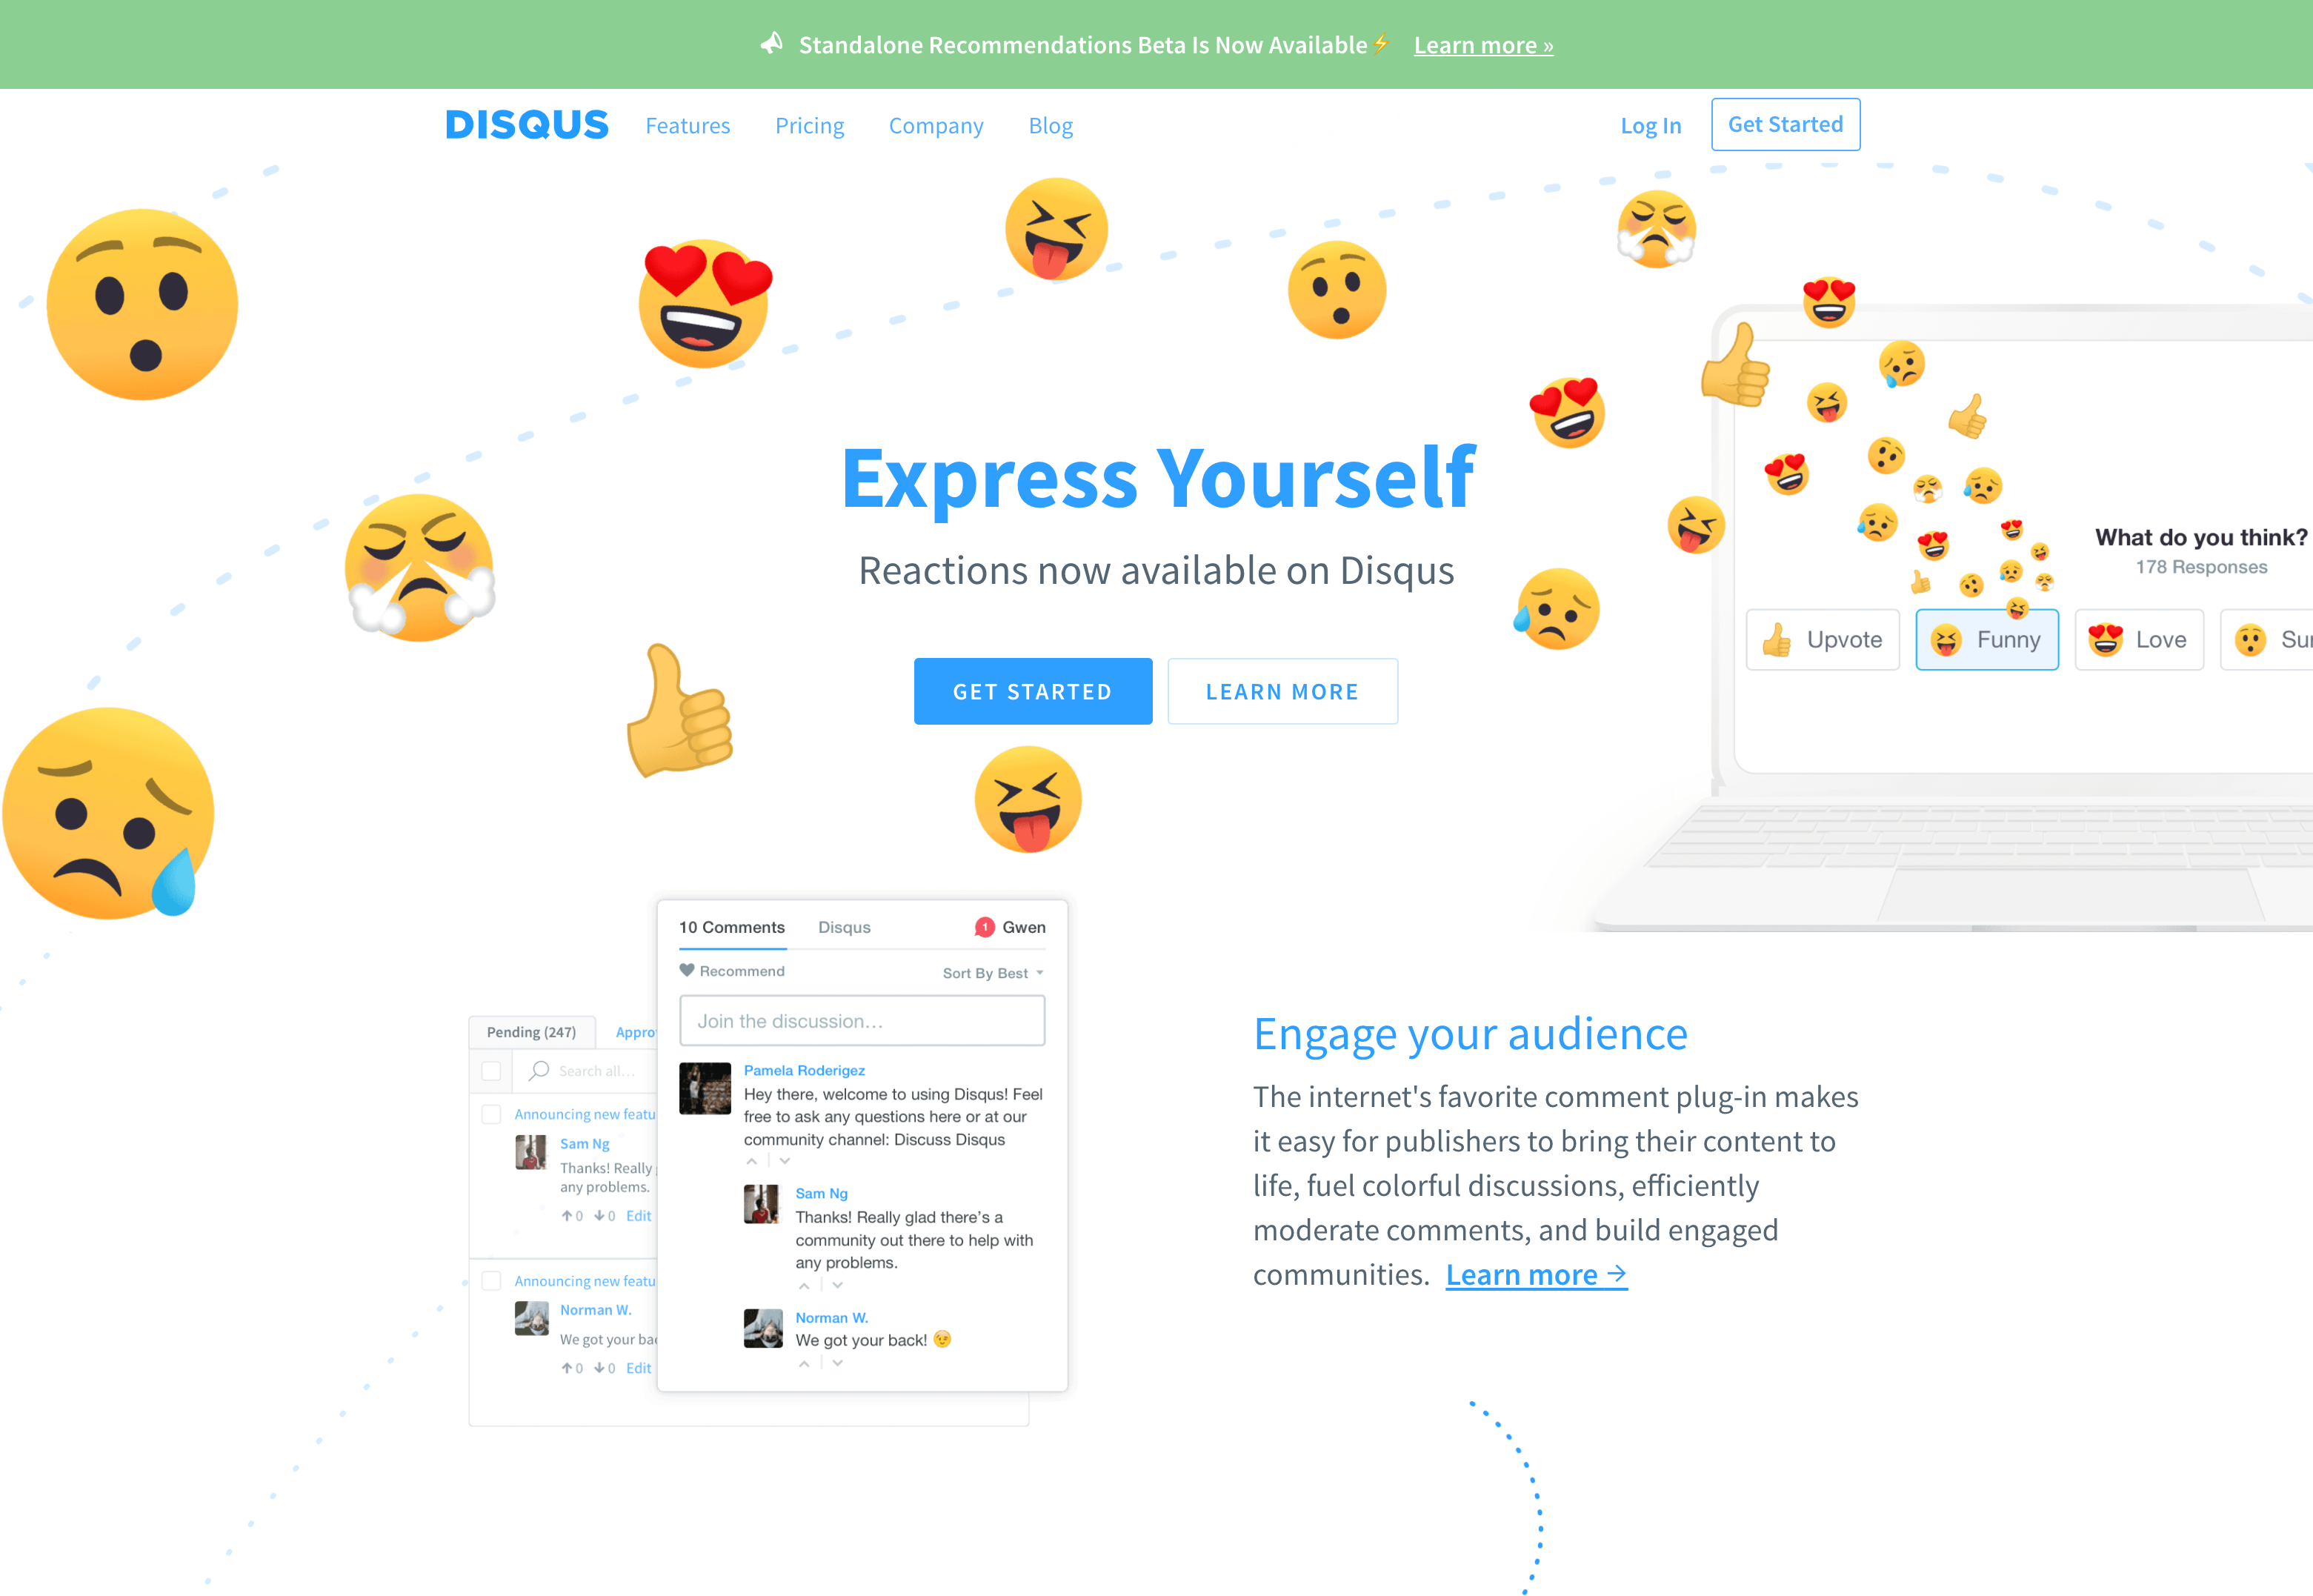 Standalone Recommendations Beta Is Now Available⚡ Learn more »
DISQUS Features Pricing Company Blog Log In Get Started
Express Yourself
Reactions now available on Disqus
GET STARTED LEARN MORE
What do you think?
178 Responses
Upvote Funny Love
10 Comments Disqus 1 Gwen
Recommend Sort By Best
Join the discussion...
Pamela Roderigez
Hey there, welcome to using Disqus! Feel
free to ask any questions here or at our
community channel: Discuss Disqus
Sam Ng
Thanks! Really glad there's a
community out there to help with
any problems.
Norman W.
We got your back! 😉
Pending (247)
Search all...
Announcing new featu
Sam Ng
Thanks! Really
any problems.
0 0 Edit
Announcing new featu
Norman W.
We got your bac
0 0 Edit
Engage your audience
The internet's favorite comment plug-in makes
it easy for publishers to bring their content to
life, fuel colorful discussions, efficiently
moderate comments, and build engaged
communities. Learn more →